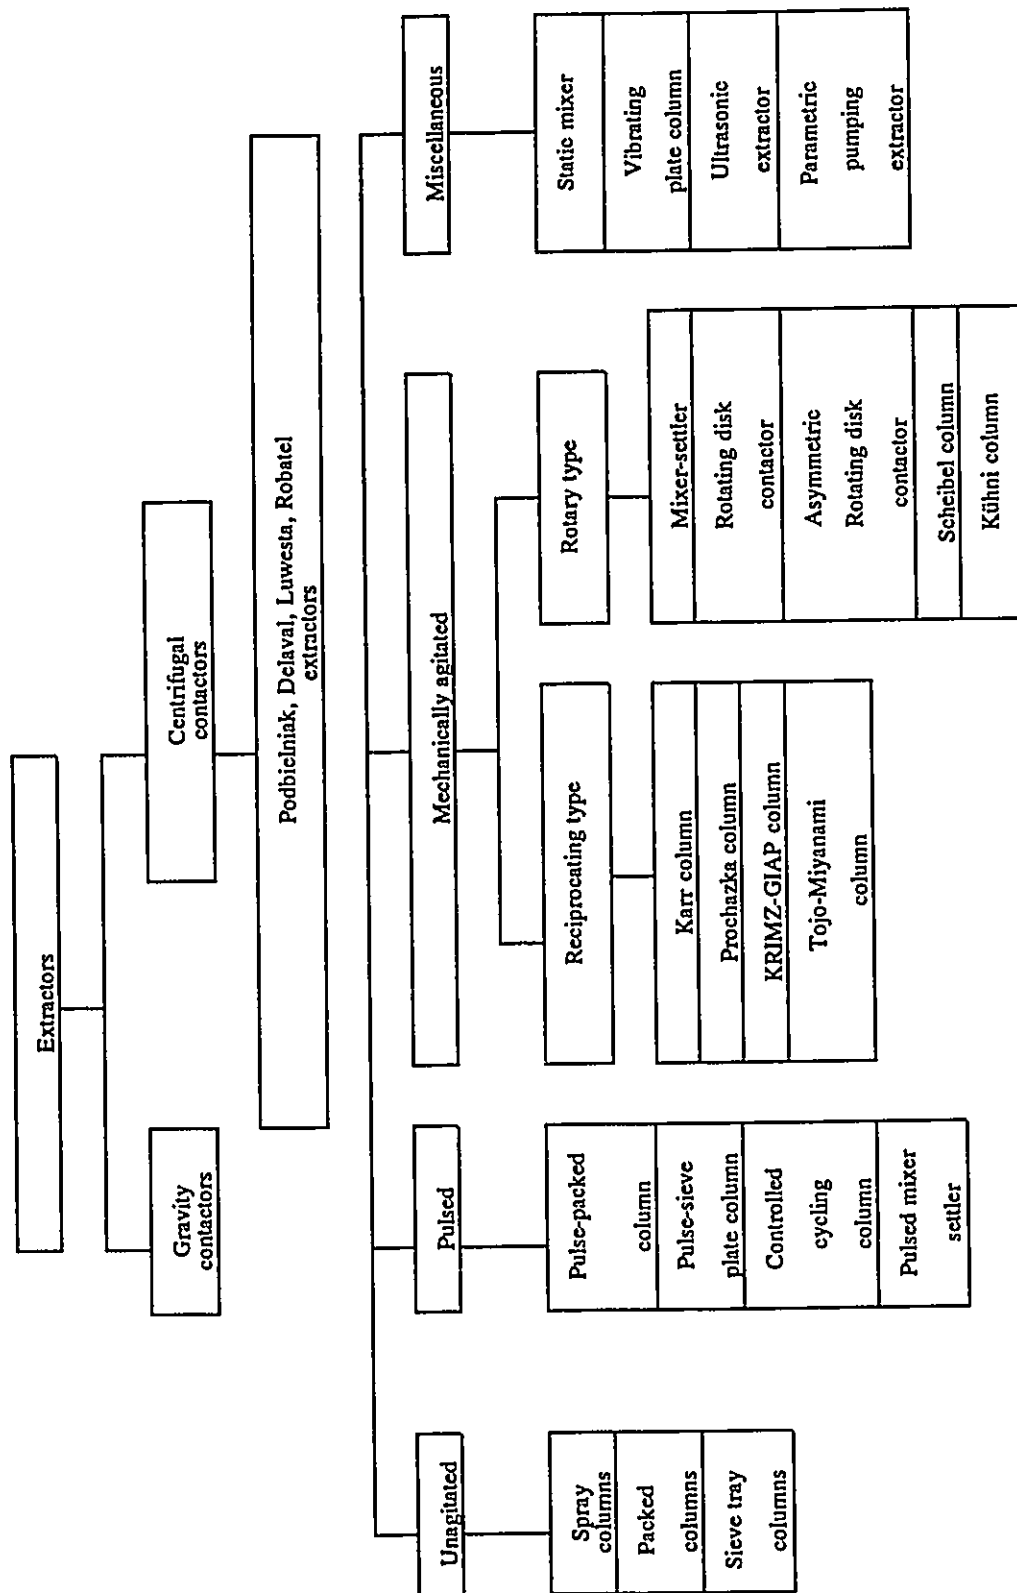 Extractors
Gravity
contactors
Centrifugal
contactors
Podbielniak, Delaval, Luwesta, Robatel
extractors
Unagitated
Pulsed
Mechanically agitated
Miscellaneous
Spray
columns
Packed
columns
Sieve tray
columns
Pulse-packed
column
Pulse-sieve
plate column
Controlled
cycling
column
Pulsed mixer
settler
Reciprocating type
Rotary type
Karr column
Prochazka column
KRIMZ-GIAP column
Tojo-Miyanami
column
Mixer-settler
Rotating disk
contactor
Asymmetric
Rotating disk
contactor
Scheibel column
Kühni column
Static mixer
Vibrating
plate column
Ultrasonic
extractor
Parametric
pumping
extractor